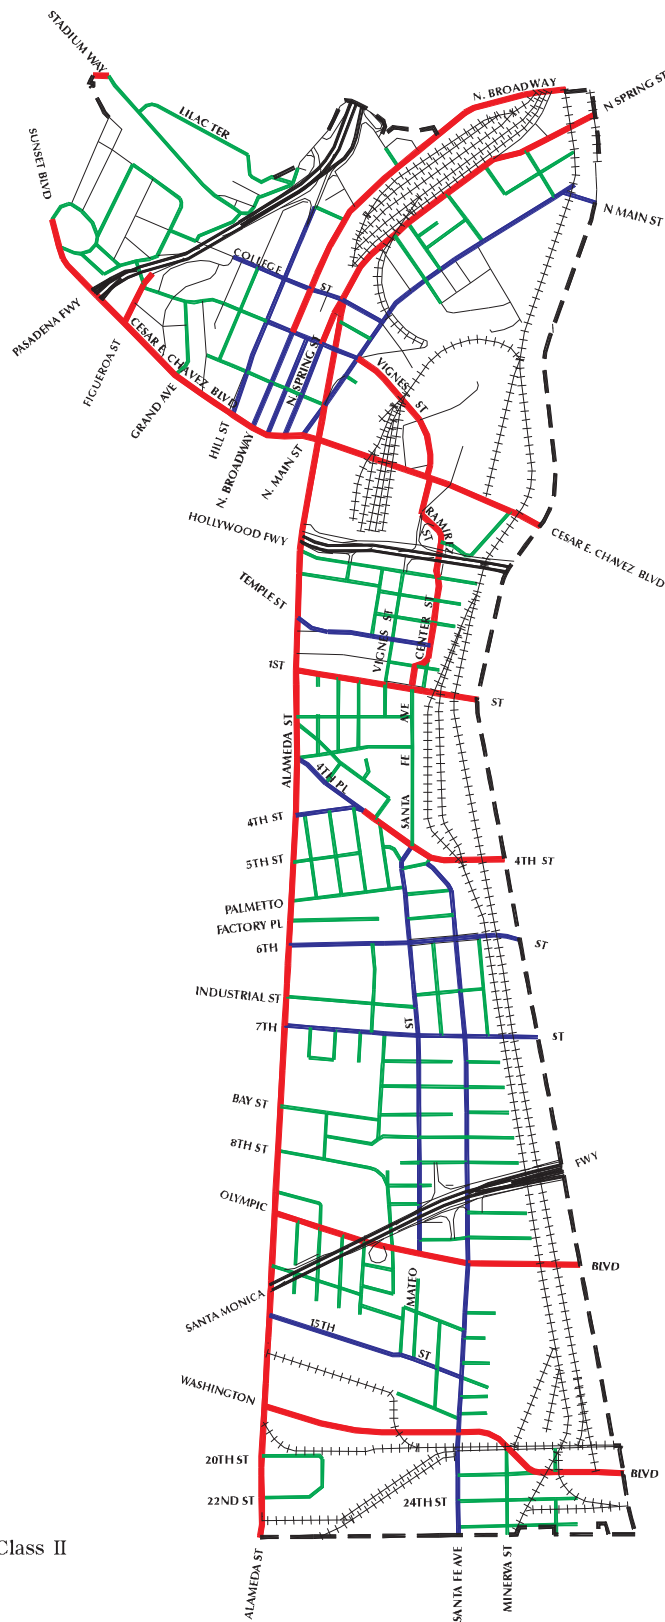 STADIUM WAY
N. BROADWAY
N SPRING ST
LILAC TER
SUNSET BLVD
N MAIN ST
COLLEGE
ST
PASADENA FWY
FIGUEROA ST
CESAR E. CHAVEZ BLVD
N. SPRING ST
VIGNES ST
GRAND AVE
HILL ST
N. BROADWAY
N. MAIN ST
HOLLYWOOD FWY
RAMIREZ
ST
CESAR E. CHAVEZ BLVD
TEMPLE ST
VIGNES ST
CENTER ST
1ST
ST
ALAMEDA ST
SANTA FE AVE
4TH PL
4TH ST
5TH ST
4TH ST
PALMETTO
FACTORY PL
6TH
ST
INDUSTRIAL ST
7TH
ST
ST
BAY ST
8TH ST
FWY
OLYMPIC
BLVD
SANTA MONICA
MATEO
15TH
ST
WASHINGTON
20TH ST
BLVD
22ND ST
24TH ST
Class II
ALAMEDA ST
SANTA FE AVE
MINERVA ST